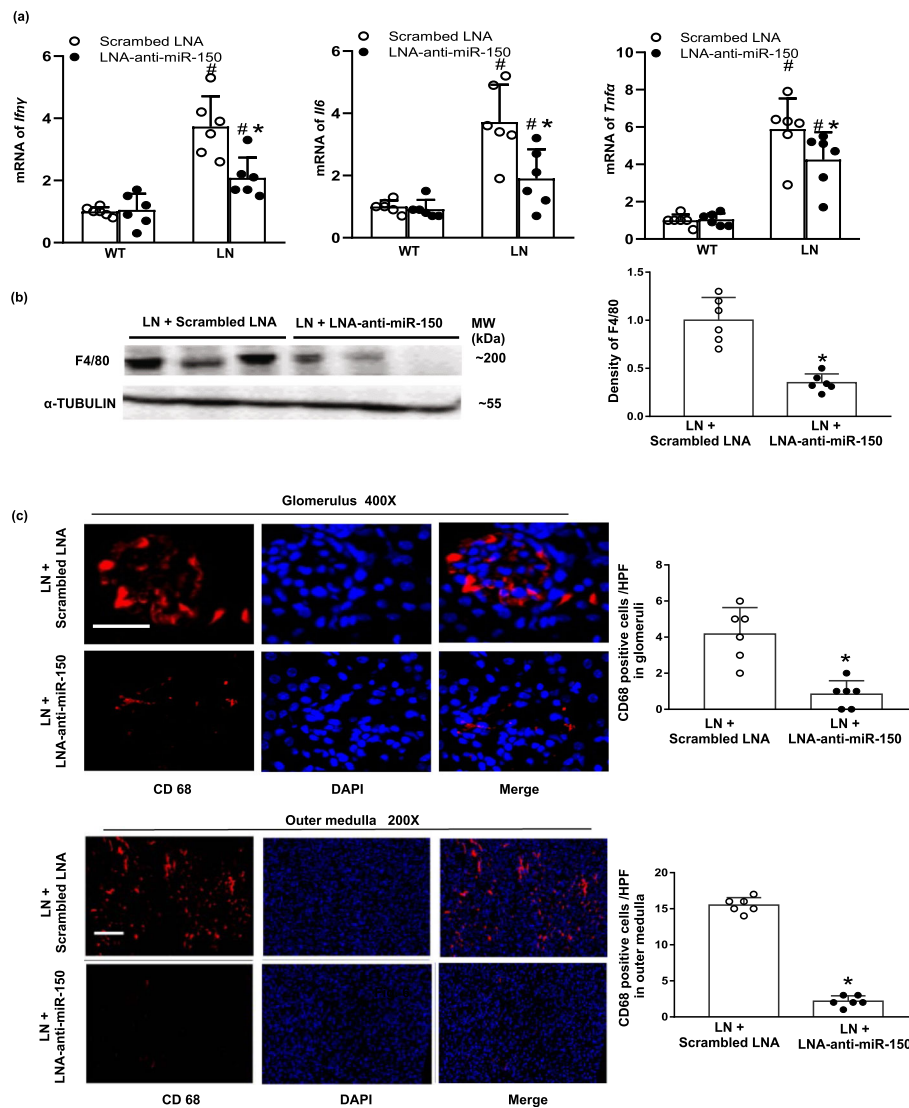 (a)
Scrambed LNA
LNA-anti-miR-150
mRNA of Ifnγ
6
4
2
0
#
# *
WT
LN
Scrambed LNA
LNA-anti-miR-150
mRNA of Il6
6
4
2
0
#
# *
WT
LN
Scrambed LNA
LNA-anti-miR-150
mRNA of Tnfα
10
8
6
4
2
0
#
# *
WT
LN
(b)
LN + Scrambled LNA
LN + LNA-anti-miR-150
MW
(kDa)
F4/80
~200
α-TUBULIN
~55
Density of F4/80
1.5
1.0
0.5
0.0
*
LN +
Scrambled LNA
LN +
LNA-anti-miR-150
(c)
Glomerulus 400X
LN +
Scrambled LNA
LN +
LNA-anti-miR-150
CD 68
DAPI
Merge
CD68 positive cells /HPF
in glomeruli
8
6
4
2
0
*
LN +
Scrambled LNA
LN +
LNA-anti-miR-150
Outer medulla 200X
LN +
Scrambled LNA
LN +
LNA-anti-miR-150
CD 68
DAPI
Merge
CD68 positive cells /HPF
in outer medulla
20
15
10
5
0
*
LN +
Scrambled LNA
LN +
LNA-anti-miR-150